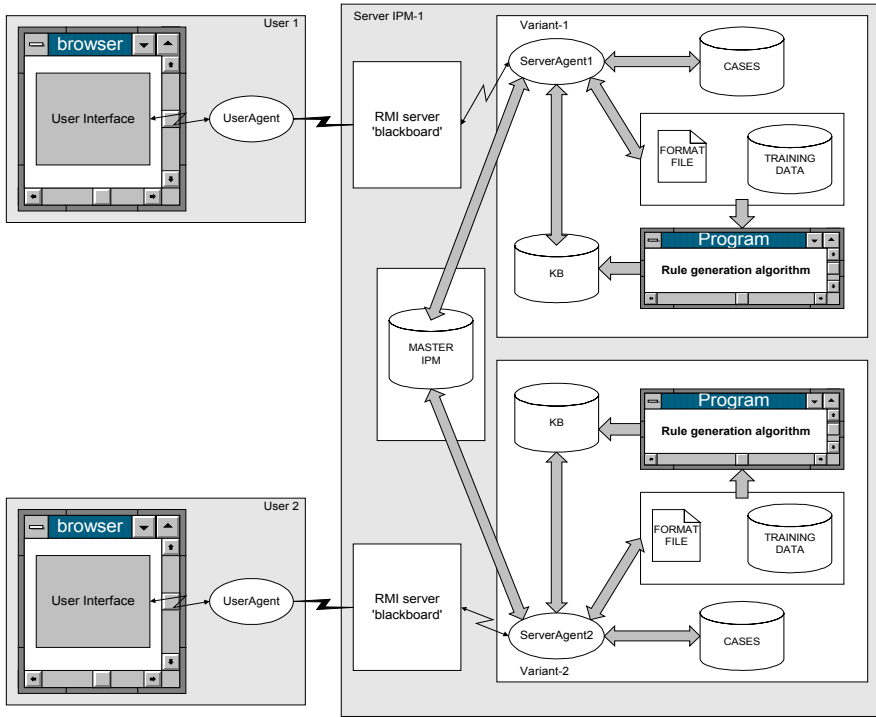 User 1
browser
User Interface
UserAgent
Server IPM-1
RMI server
'blackboard'
Variant-1
ServerAgent1
CASES
FORMAT
FILE
TRAINING
DATA
Program
Rule generation algorithm
KB
MASTER
IPM
KB
Program
Rule generation algorithm
FORMAT
FILE
TRAINING
DATA
User 2
browser
User Interface
UserAgent
RMI server
'blackboard'
ServerAgent2
CASES
Variant-2